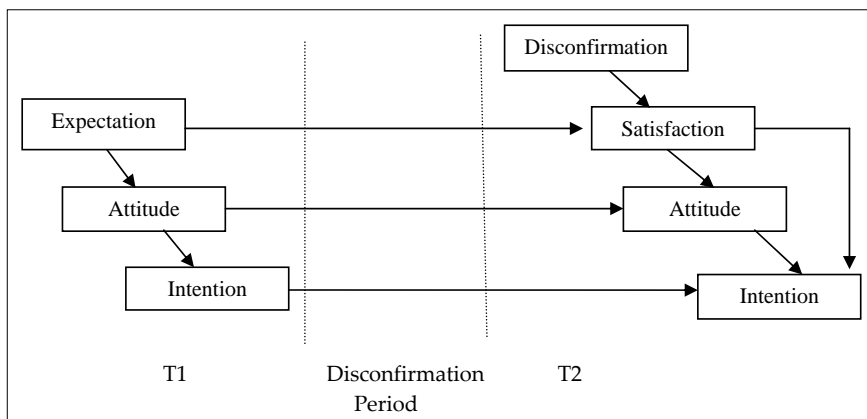 Disconfirmation
Expectation
Satisfaction
Attitude
Attitude
Intention
Intention
T1
Disconfirmation
Period
T2